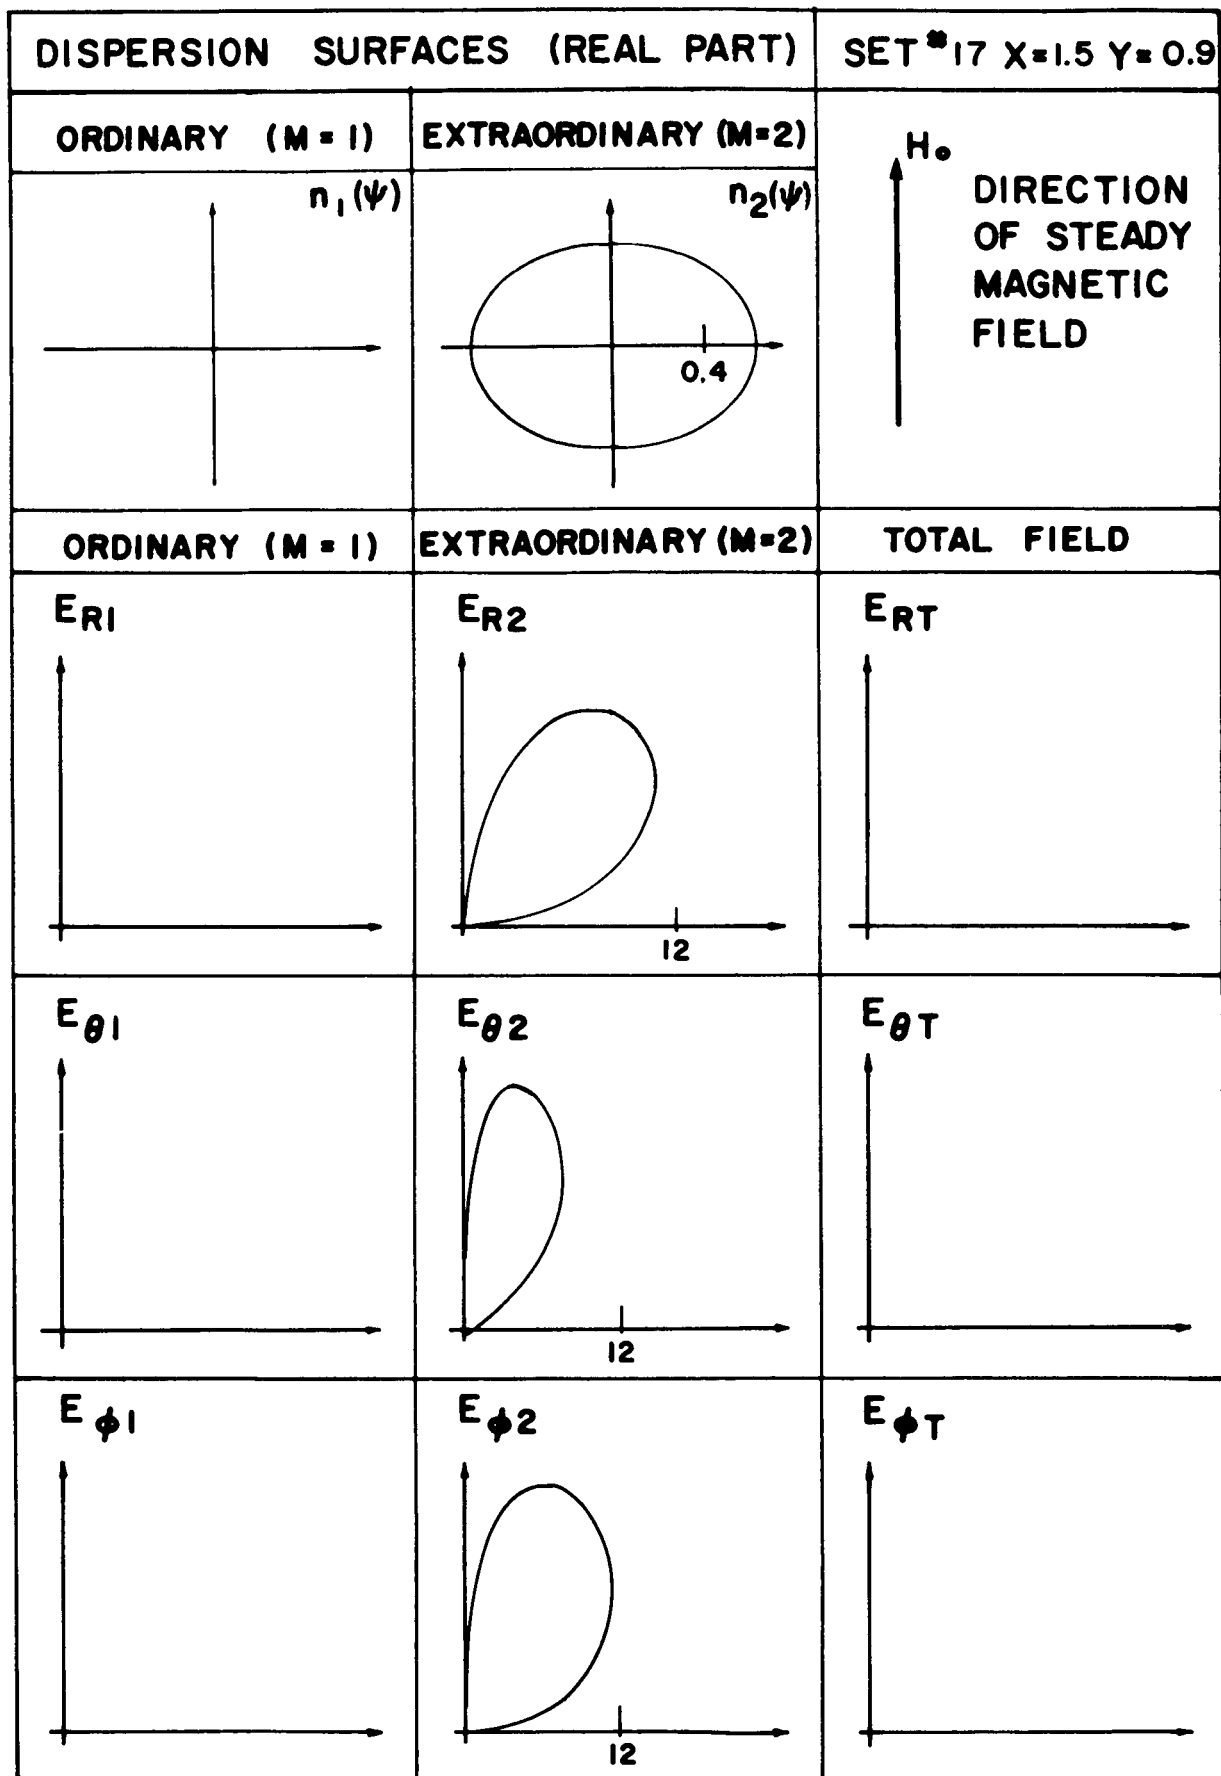 DISPERSION SURFACES (REAL PART)
SET #17 X=1.5 Y=0.9
ORDINARY (M=1)
EXTRAORDINARY (M=2)
n1(ψ)
n2(ψ)
0.4
H0
DIRECTION
OF STEADY
MAGNETIC
FIELD
ORDINARY (M=1)
EXTRAORDINARY (M=2)
TOTAL FIELD
ER1
ER2
12
ERT
Eθ1
Eθ2
12
EθT
Eϕ1
Eϕ2
12
EϕT